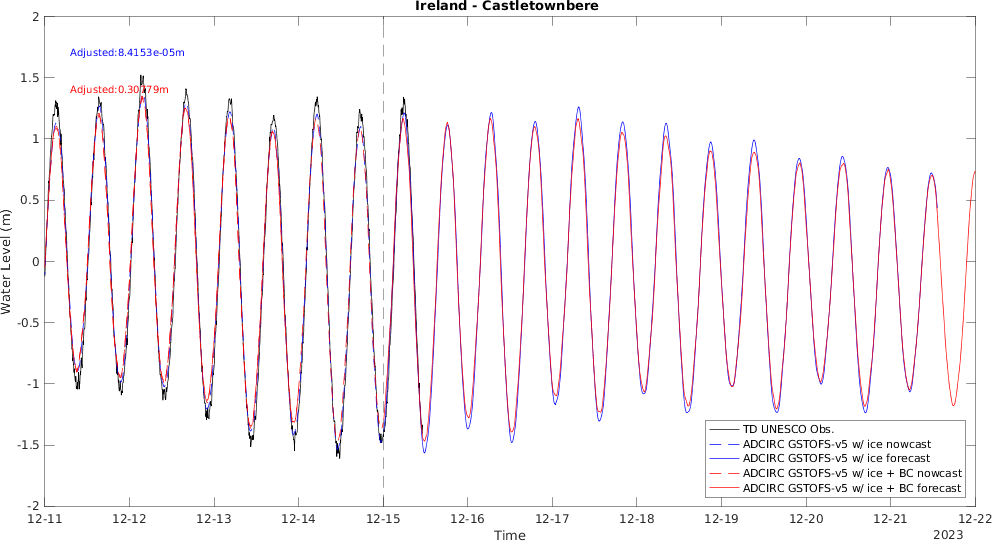 Ireland - Castletownbere
Adjusted:8.4153e-05m
Adjusted:0.30779m
Water Level (m)
2
1.5
1
0.5
0
-0.5
-1
-1.5
-2
12-11
12-12
12-13
12-14
12-15
12-16
12-17
12-18
12-19
12-20
12-21
12-22
Time
2023
TD UNESCO Obs.
ADCIRC GSTOFS-v5 w/ ice nowcast
ADCIRC GSTOFS-v5 w/ ice forecast
ADCIRC GSTOFS-v5 w/ ice + BC nowcast
ADCIRC GSTOFS-v5 w/ ice + BC forecast